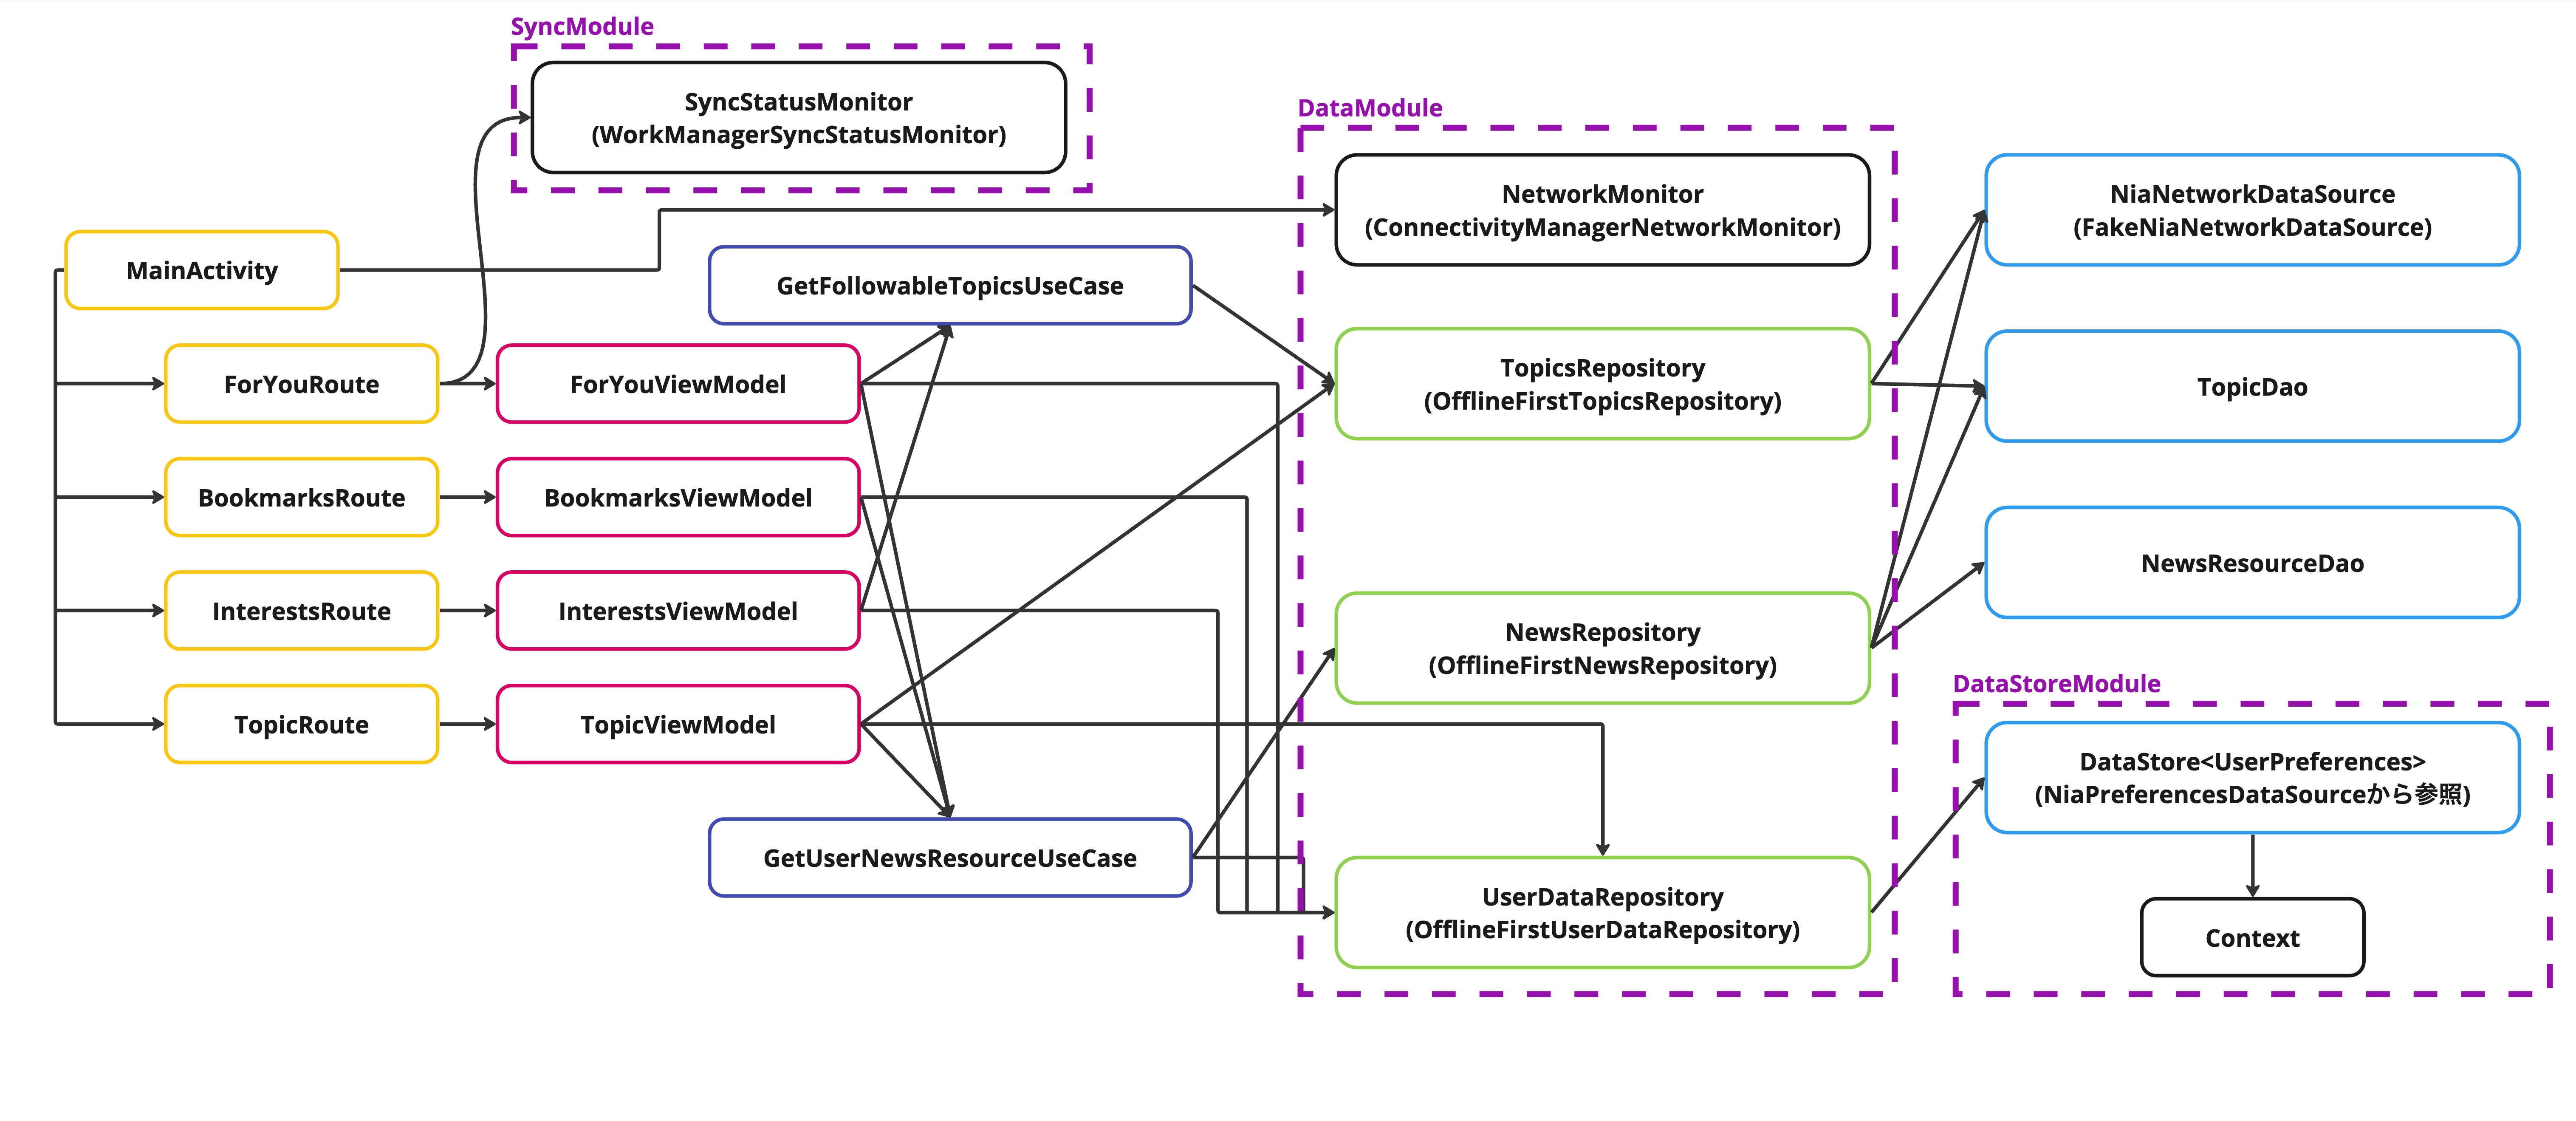 SyncModule
SyncStatusMonitor
(WorkManagerSyncStatusMonitor)
DataModule
NetworkMonitor
(ConnectivityManagerNetworkMonitor)
NiaNetworkDataSource
(FakeNiaNetworkDataSource)
MainActivity
GetFollowableTopicsUseCase
ForYouRoute
ForYouViewModel
TopicsRepository
(OfflineFirstTopicsRepository)
TopicDao
BookmarksRoute
BookmarksViewModel
NewsResourceDao
InterestsRoute
InterestsViewModel
NewsRepository
(OfflineFirstNewsRepository)
DataStoreModule
TopicRoute
TopicViewModel
DataStore<UserPreferences>
(NiaPreferencesDataSourceから参照)
GetUserNewsResourceUseCase
UserDataRepository
(OfflineFirstUserDataRepository)
Context